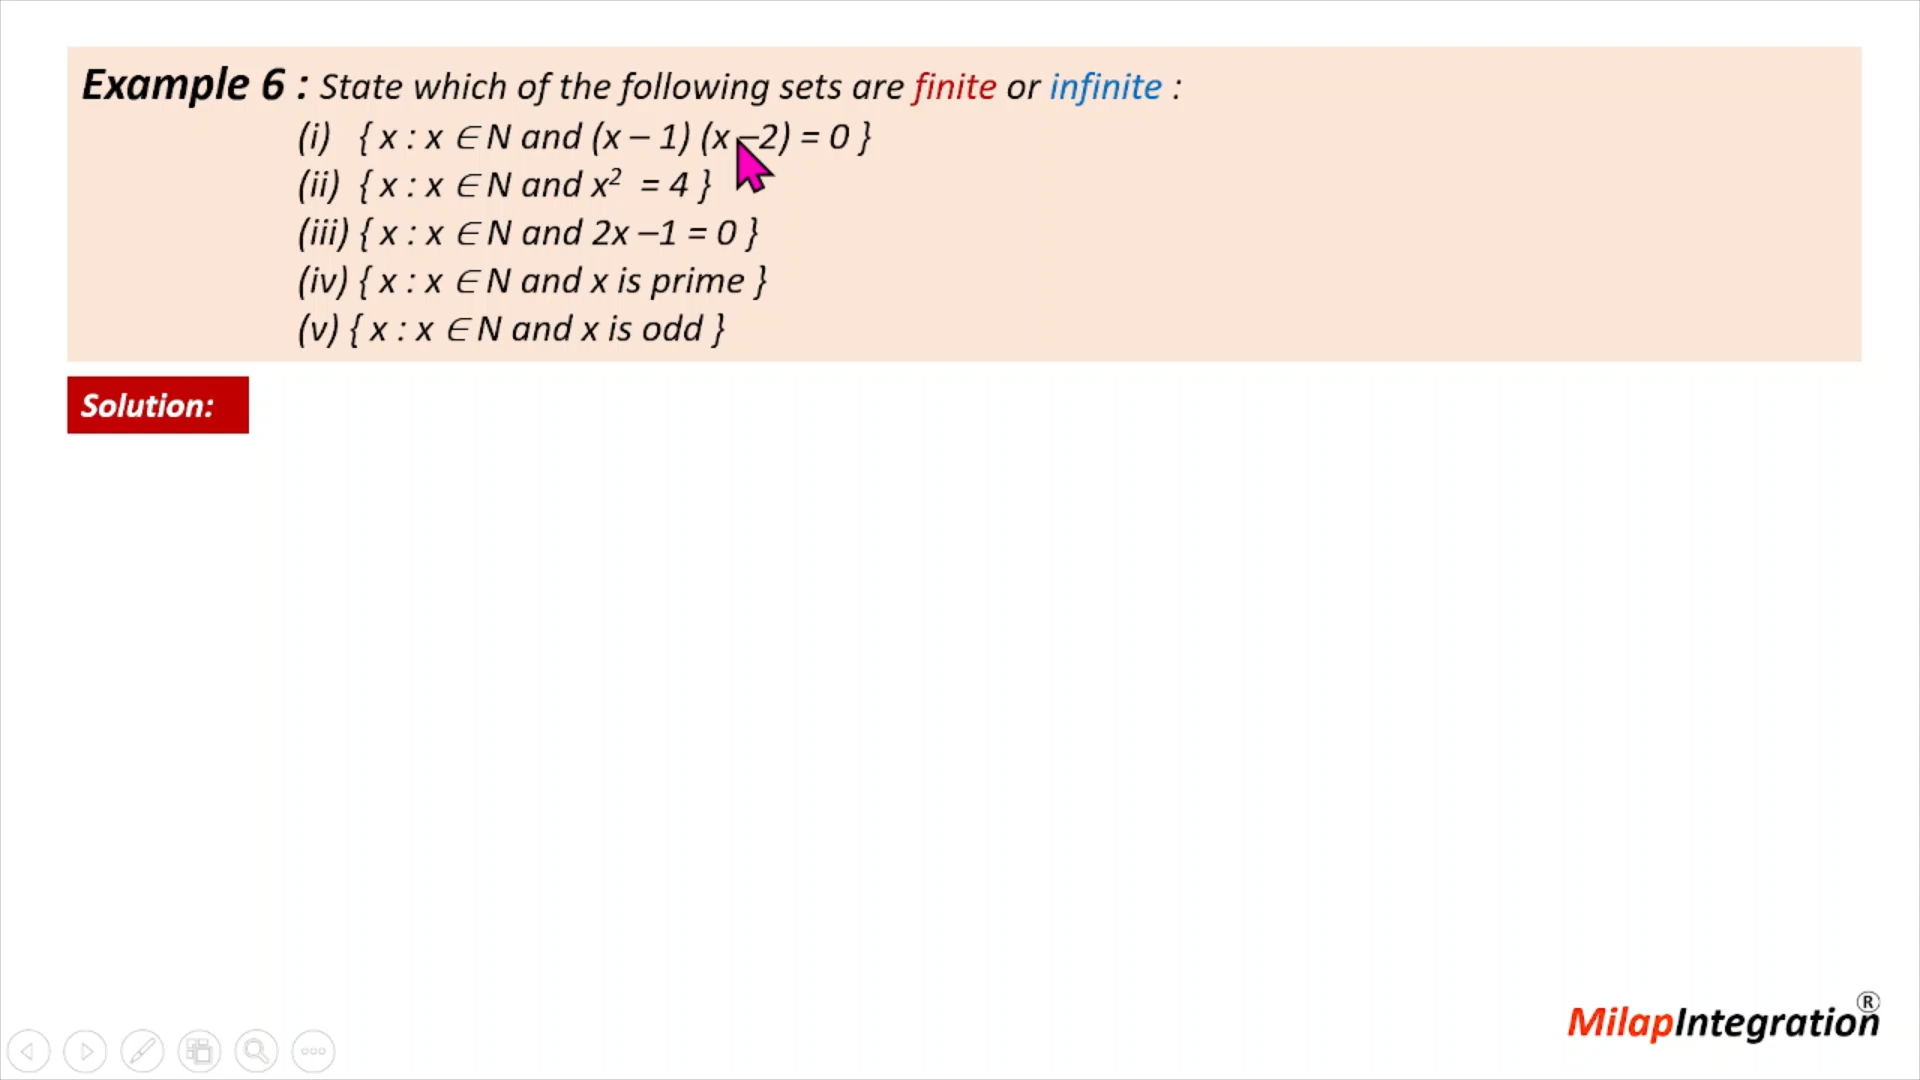 Example 6 : State which of the following sets are finite or infinite :
(i) { x : x ∈ N and (x – 1) (x –2) = 0 }
(ii) { x : x ∈ N and x² = 4 }
(iii) { x : x ∈ N and 2x –1 = 0 }
(iv) { x : x ∈ N and x is prime }
(v) { x : x ∈ N and x is odd }
Solution:
MilapIntegration®